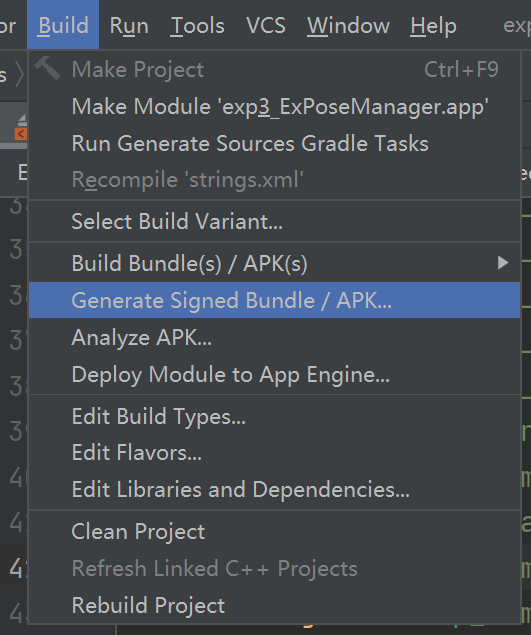 or Build Run Tools VCS Window Help exp
s
Make Project Ctrl+F9
Make Module 'exp3_ExPoseManager.app'
Run Generate Sources Gradle Tasks
Recompile 'strings.xml'
Select Build Variant...
Build Bundle(s) / APK(s)
Generate Signed Bundle / APK...
Analyze APK...
Deploy Module to App Engine...
Edit Build Types...
Edit Flavors...
Edit Libraries and Dependencies...
Clean Project
Refresh Linked C++ Projects
Rebuild Project